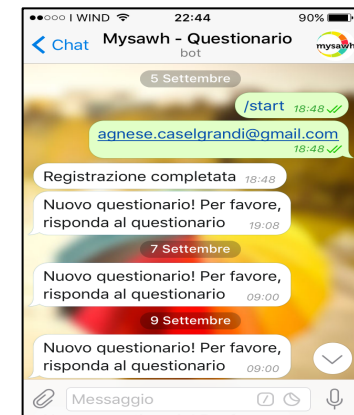 ●●○○○ I WIND 22:44 90%
Chat Mysawh - Questionario
bot
mysawh
5 Settembre
/start 18:48
agnese.caselgrandi@gmail.com
18:48
Registrazione completata 18:48
Nuovo questionario! Per favore,
risponda al questionario 19:08
7 Settembre
Nuovo questionario! Per favore,
risponda al questionario 09:00
9 Settembre
Nuovo questionario! Per favore,
risponda al questionario 09:00
Messaggio